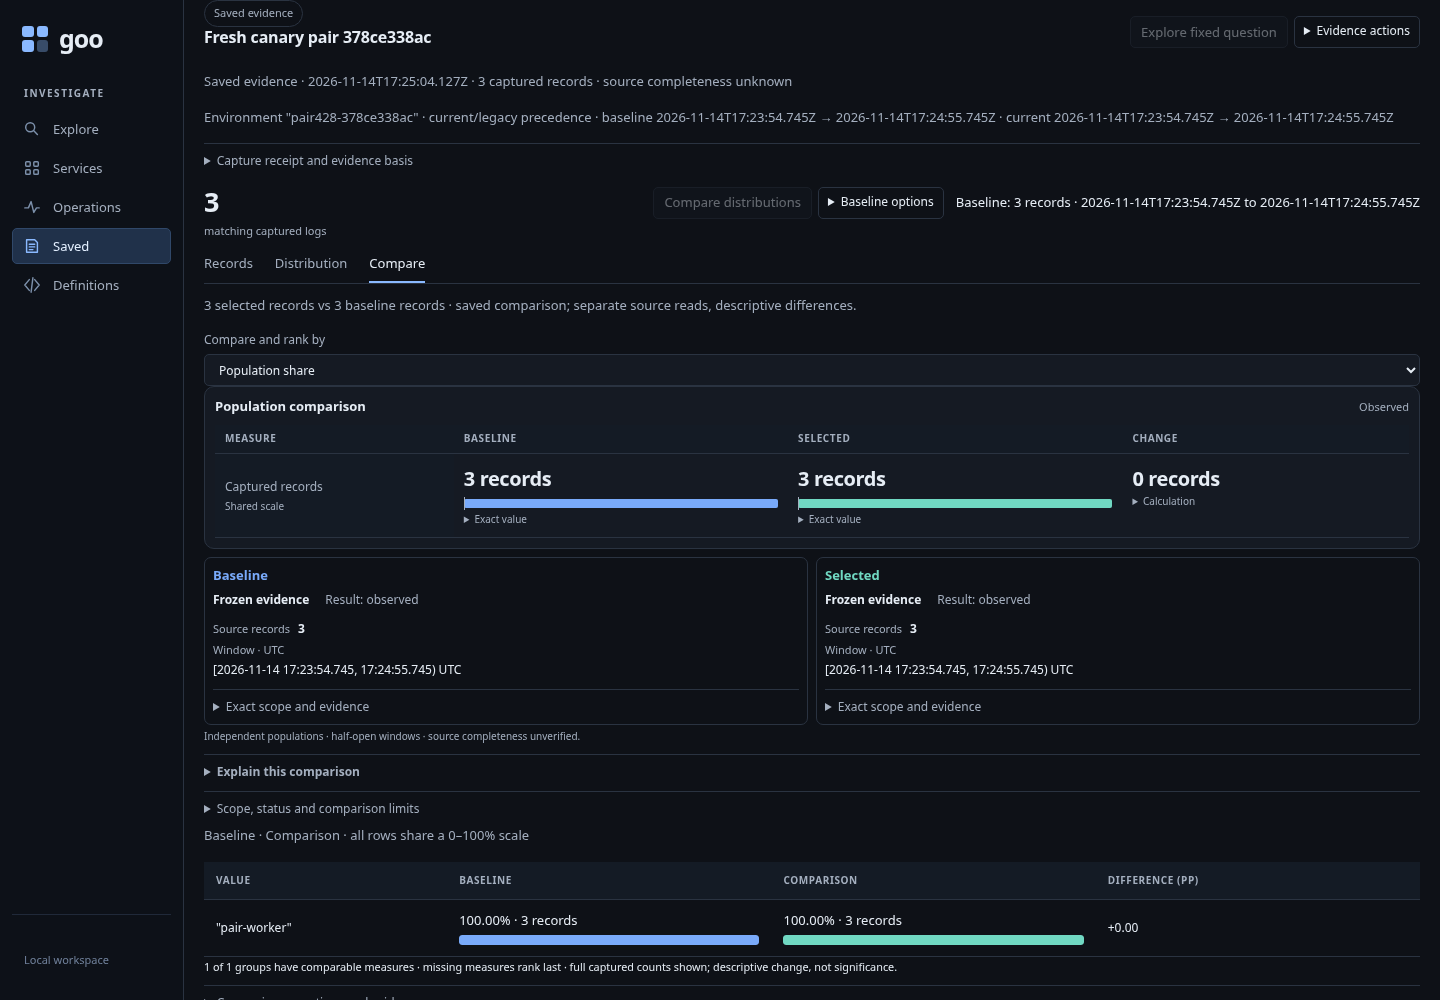 goo
INVESTIGATE
Explore
Services
Operations
Saved
Definitions
Local workspace
Saved evidence
Fresh canary pair 378ce338ac
Explore fixed question
Evidence actions
Saved evidence · 2026-11-14T17:25:04.127Z · 3 captured records · source completeness unknown
Environment "pair428-378ce338ac" · current/legacy precedence · baseline 2026-11-14T17:23:54.745Z → 2026-11-14T17:24:55.745Z · current 2026-11-14T17:23:54.745Z → 2026-11-14T17:24:55.745Z
Capture receipt and evidence basis
3
matching captured logs
Compare distributions
Baseline options
Baseline: 3 records · 2026-11-14T17:23:54.745Z to 2026-11-14T17:24:55.745Z
Records Distribution Compare
3 selected records vs 3 baseline records · saved comparison; separate source reads, descriptive differences.
Compare and rank by
Population share
Population comparison
Observed
MEASURE BASELINE SELECTED CHANGE
Captured records
Shared scale
3 records
Exact value
3 records
Exact value
0 records
Calculation
Baseline
Frozen evidence Result: observed
Source records 3
Window · UTC
[2026-11-14 17:23:54.745, 17:24:55.745) UTC
Exact scope and evidence
Selected
Frozen evidence Result: observed
Source records 3
Window · UTC
[2026-11-14 17:23:54.745, 17:24:55.745) UTC
Exact scope and evidence
Independent populations · half-open windows · source completeness unverified.
Explain this comparison
Scope, status and comparison limits
Baseline · Comparison · all rows share a 0–100% scale
VALUE BASELINE COMPARISON DIFFERENCE (PP)
"pair-worker" 100.00% · 3 records 100.00% · 3 records +0.00
1 of 1 groups have comparable measures · missing measures rank last · full captured counts shown; descriptive change, not significance.